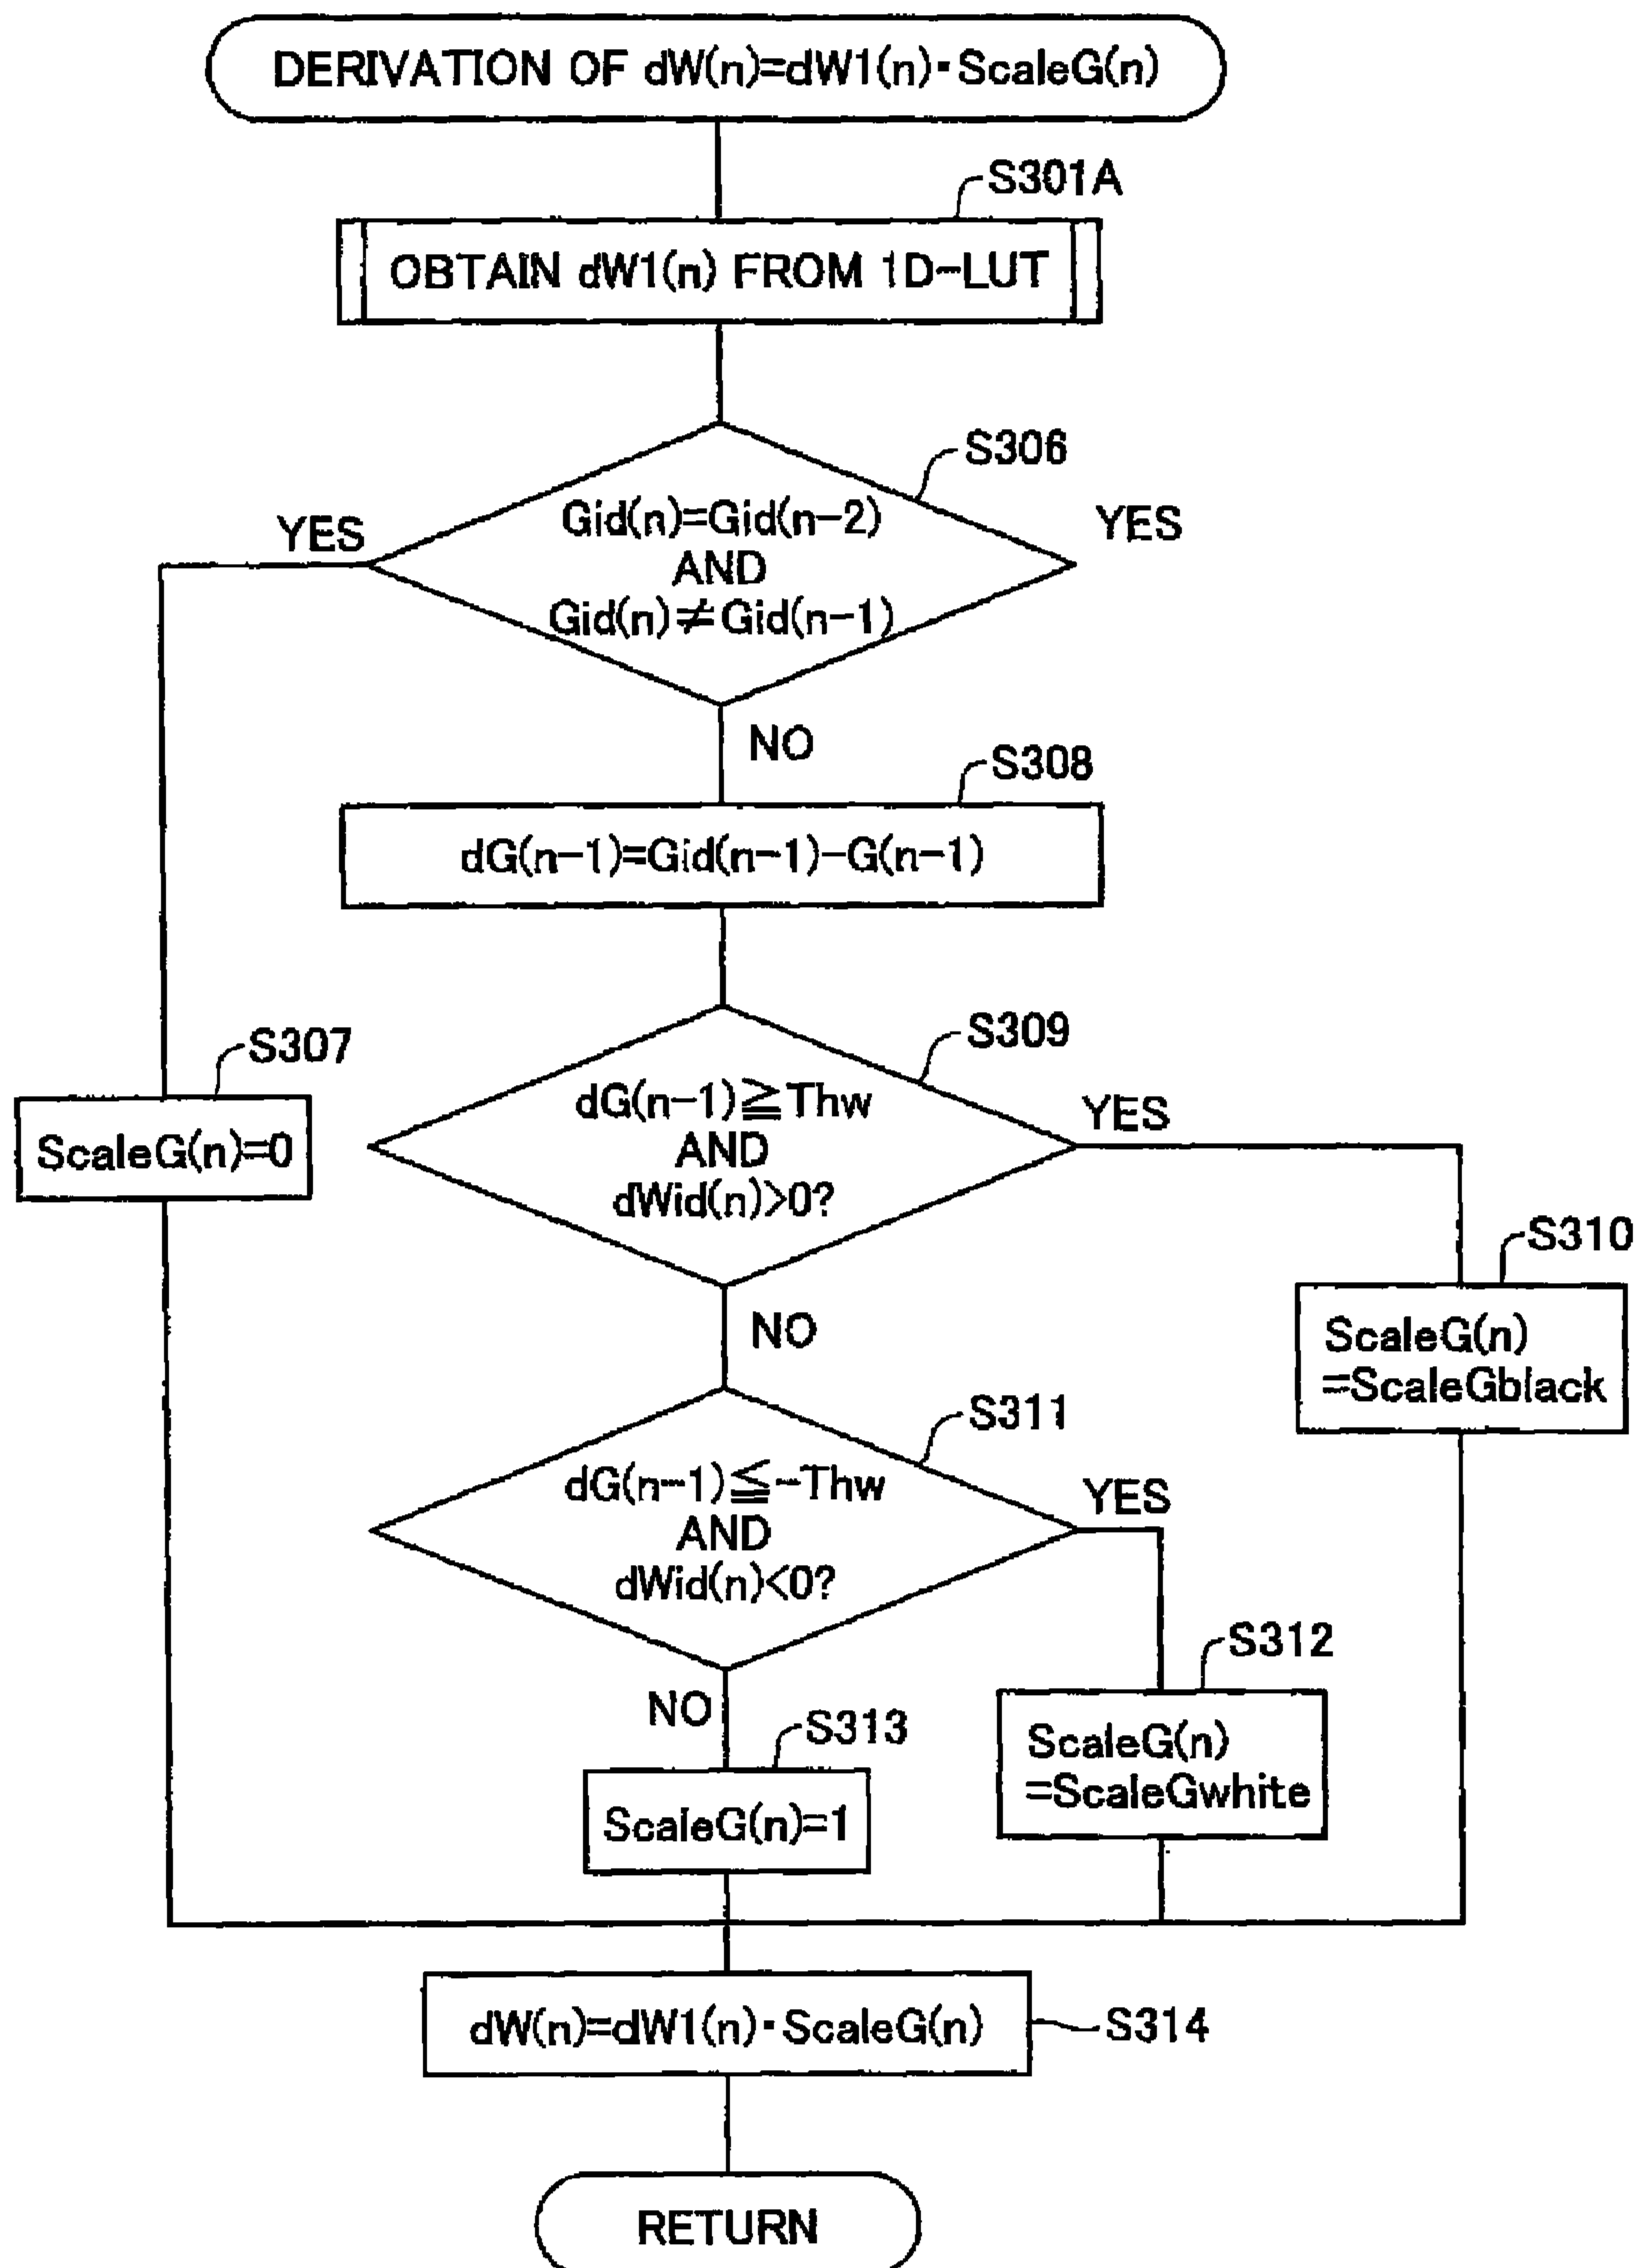 DERIVATION OF dW(n)=dW1(n)·ScaleG(n)
S301A
OBTAIN dW1(n) FROM 1D-LUT
S306
YES
Gid(n)=Gid(n-2)
AND
Gid(n)≠Gid(n-1)
YES
NO
S308
dG(n-1)=Gid(n-1)-G(n-1)
S307
ScaleG(n)=0
S309
dG(n-1)≧Thw
AND
dWid(n)>0?
YES
S310
ScaleG(n)
=ScaleGblack
NO
S311
dG(n-1)≦-Thw
AND
dWid(n)<0?
YES
S312
ScaleG(n)
=ScaleGwhite
NO
S313
ScaleG(n)=1
dW(n)=dW1(n)·ScaleG(n)
S314
RETURN